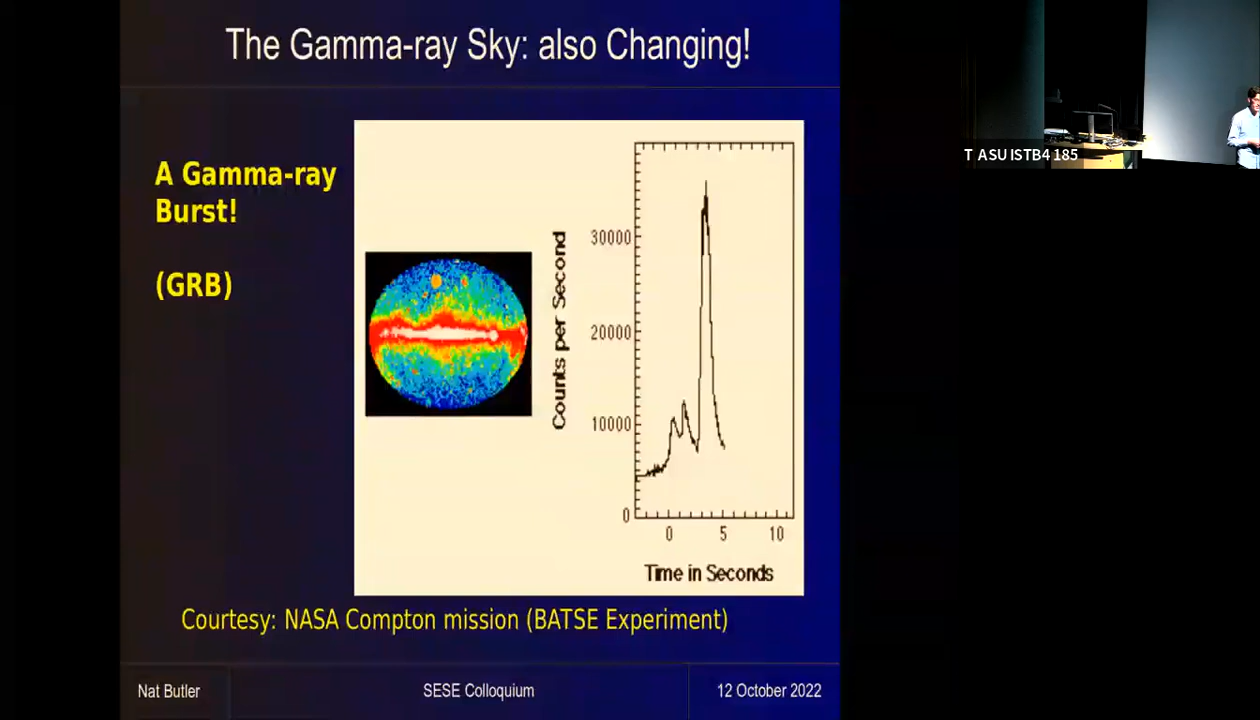 The Gamma-ray Sky: also Changing!
A Gamma-ray
Burst!
(GRB)
Counts per Second
30000
20000
10000
0
0 5 10
Time in Seconds
Courtesy: NASA Compton mission (BATSE Experiment)
Nat Butler
SESE Colloquium
12 October 2022
T ASU ISTB4 185